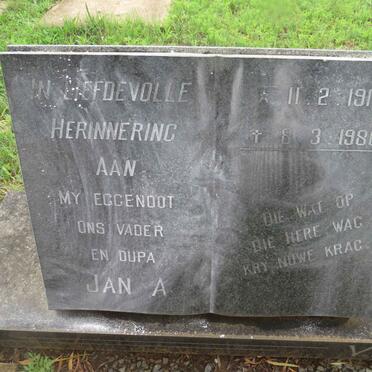 IN LIEFDEVOLLE
HERINNERING
AAN
MY EGGENOOT
ONS VADER
EN OUPA
JAN A
11.2.191
✝ 8.3.198
DIE WAT OP
DIE HERE WAG
KRY NUWE KRAG